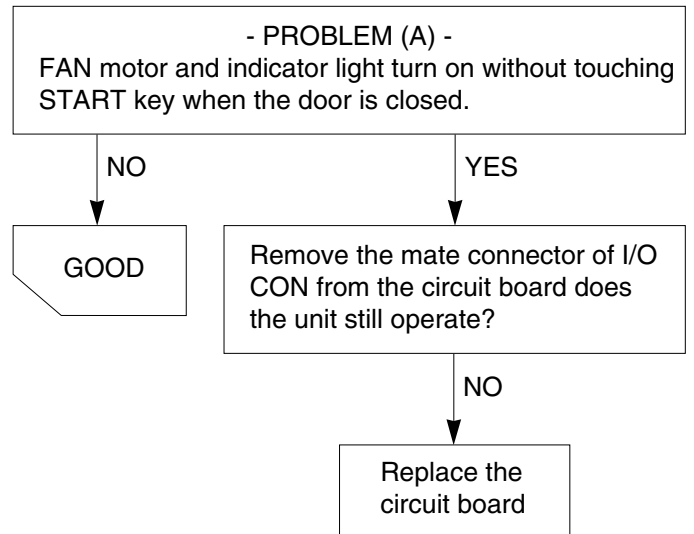 - PROBLEM (A) -
FAN motor and indicator light turn on without touching
START key when the door is closed.
NO
YES
GOOD
Remove the mate connector of I/O
CON from the circuit board does
the unit still operate?
NO
Replace the
circuit board